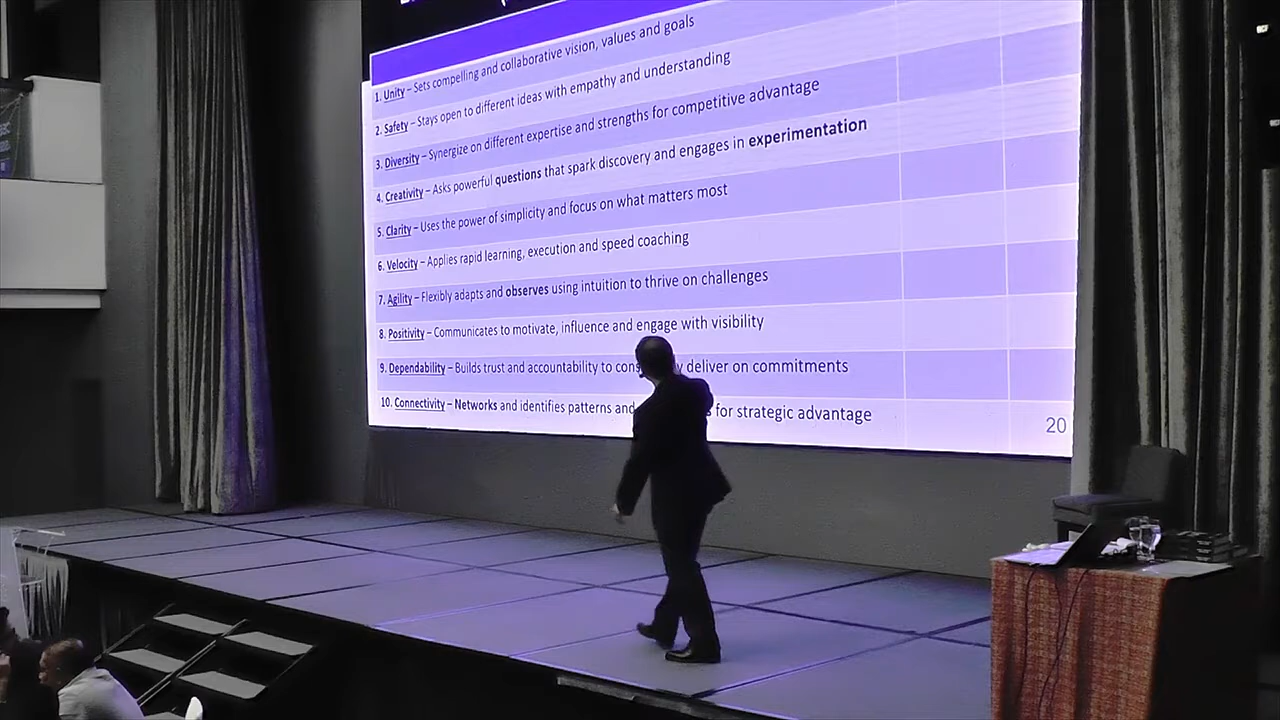 1. Unity – Sets compelling and collaborative vision, values and goals
2. Safety – Stays open to different ideas with empathy and understanding
3. Diversity – Synergize on different expertise and strengths for competitive advantage
4. Creativity – Asks powerful questions that spark discovery and engages in experimentation
5. Clarity – Uses the power of simplicity and focus on what matters most
6. Velocity – Applies rapid learning, execution and speed coaching
7. Agility – Flexibly adapts and observes using intuition to thrive on challenges
8. Positivity – Communicates to motivate, influence and engage with visibility
9. Dependability – Builds trust and accountability to deliver on commitments
10. Connectivity – Networks and identifies patterns and for strategic advantage
20